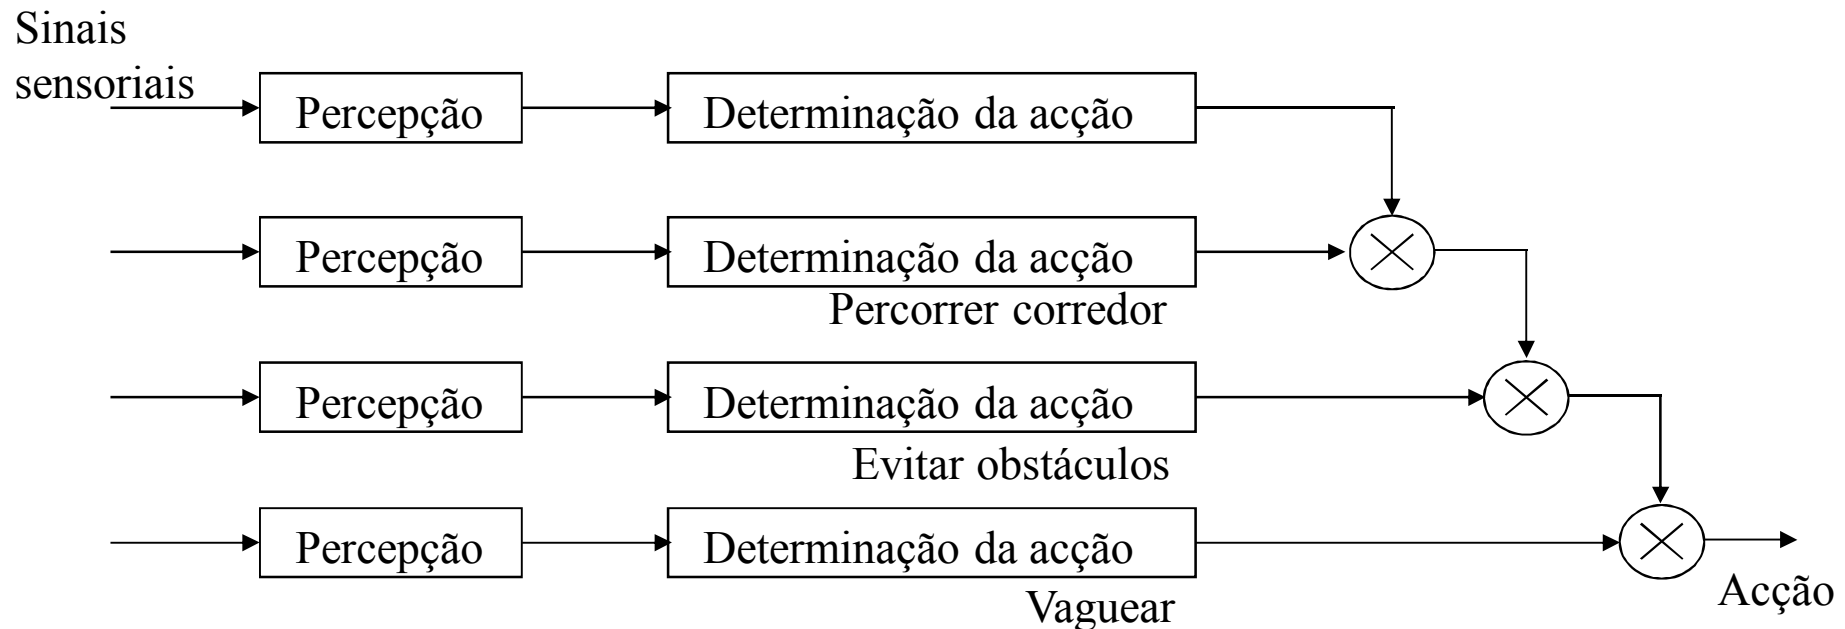 Sinais
sensoriais
Percepção
Determinação da acção
Percepção
Determinação da acção
Percorrer corredor
Percepção
Determinação da acção
Evitar obstáculos
Percepção
Determinação da acção
Vaguear
Acção